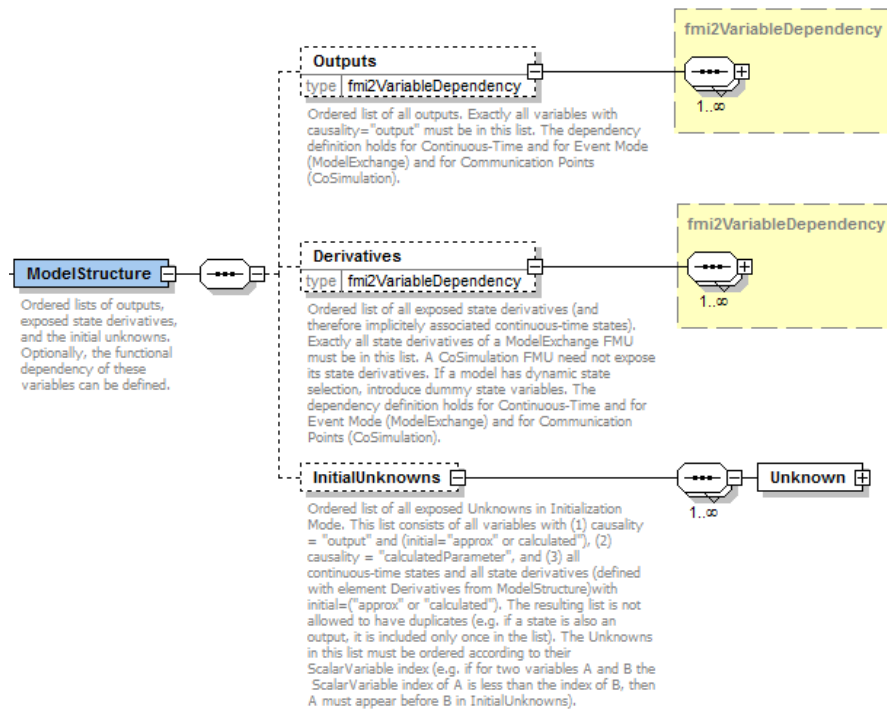 fmi2VariableDependency
Outputs
type fmi2VariableDependency
1..∞
Ordered list of all outputs. Exactly all variables with
causality="output" must be in this list. The dependency
definition holds for Continuous-Time and for Event Mode
(ModelExchange) and for Communication Points
(CoSimulation).
fmi2VariableDependency
ModelStructure
Ordered lists of outputs,
exposed state derivatives,
and the initial unknowns.
Optionally, the functional
dependency of these
variables can be defined.
Derivatives
type fmi2VariableDependency
1..∞
Ordered list of all exposed state derivatives (and
therefore implicitely associated continuous-time states).
Exactly all state derivatives of a ModelExchange FMU
must be in this list. A CoSimulation FMU need not expose
its state derivatives. If a model has dynamic state
selection, introduce dummy state variables. The
dependency definition holds for Continuous-Time and for
Event Mode (ModelExchange) and for Communication
Points (CoSimulation).
InitialUnknowns
Unknown
1..∞
Ordered list of all exposed Unknowns in Initialization
Mode. This list consists of all variables with (1) causality
= "output" and (initial="approx" or calculated"), (2)
causality = "calculatedParameter", and (3) all
continuous-time states and all state derivatives (defined
with element Derivatives from ModelStructure)with
initial=("approx" or "calculated"). The resulting list is not
allowed to have duplicates (e.g. if a state is also an
output, it is included only once in the list). The Unknowns
in this list must be ordered according to their
ScalarVariable index (e.g. if for two variables A and B the
ScalarVariable index of A is less than the index of B, then
A must appear before B in InitialUnknowns).